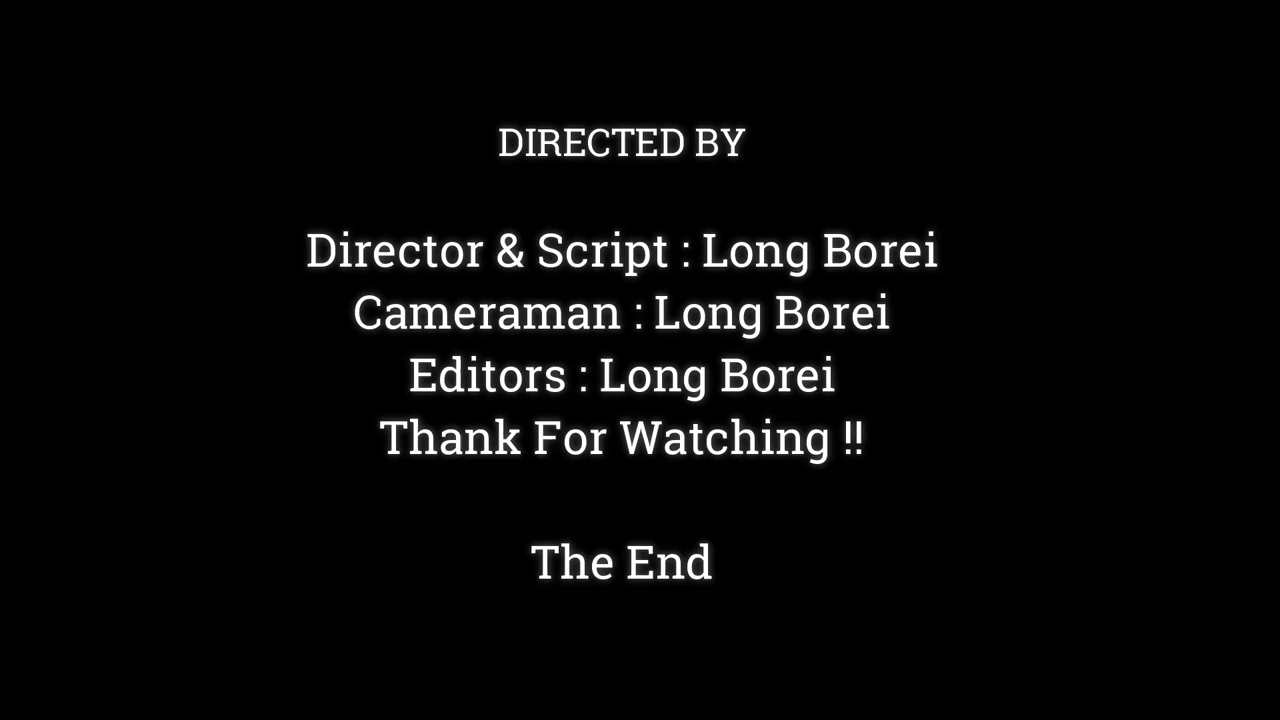 DIRECTED BY
Director & Script : Long Borei
Cameraman : Long Borei
Editors : Long Borei
Thank For Watching !!
The End